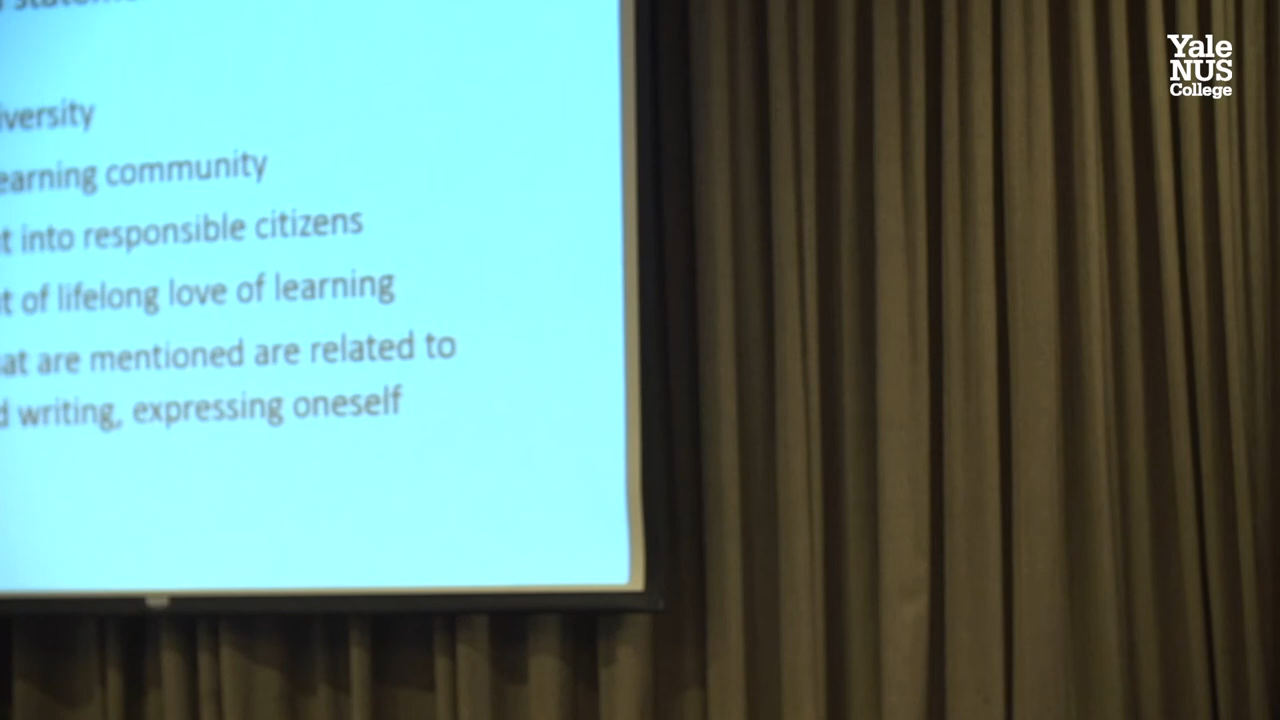 iversity
earning community
t into responsible citizens
t of lifelong love of learning
at are mentioned are related to
d writing, expressing oneself
Yale
NUS
College